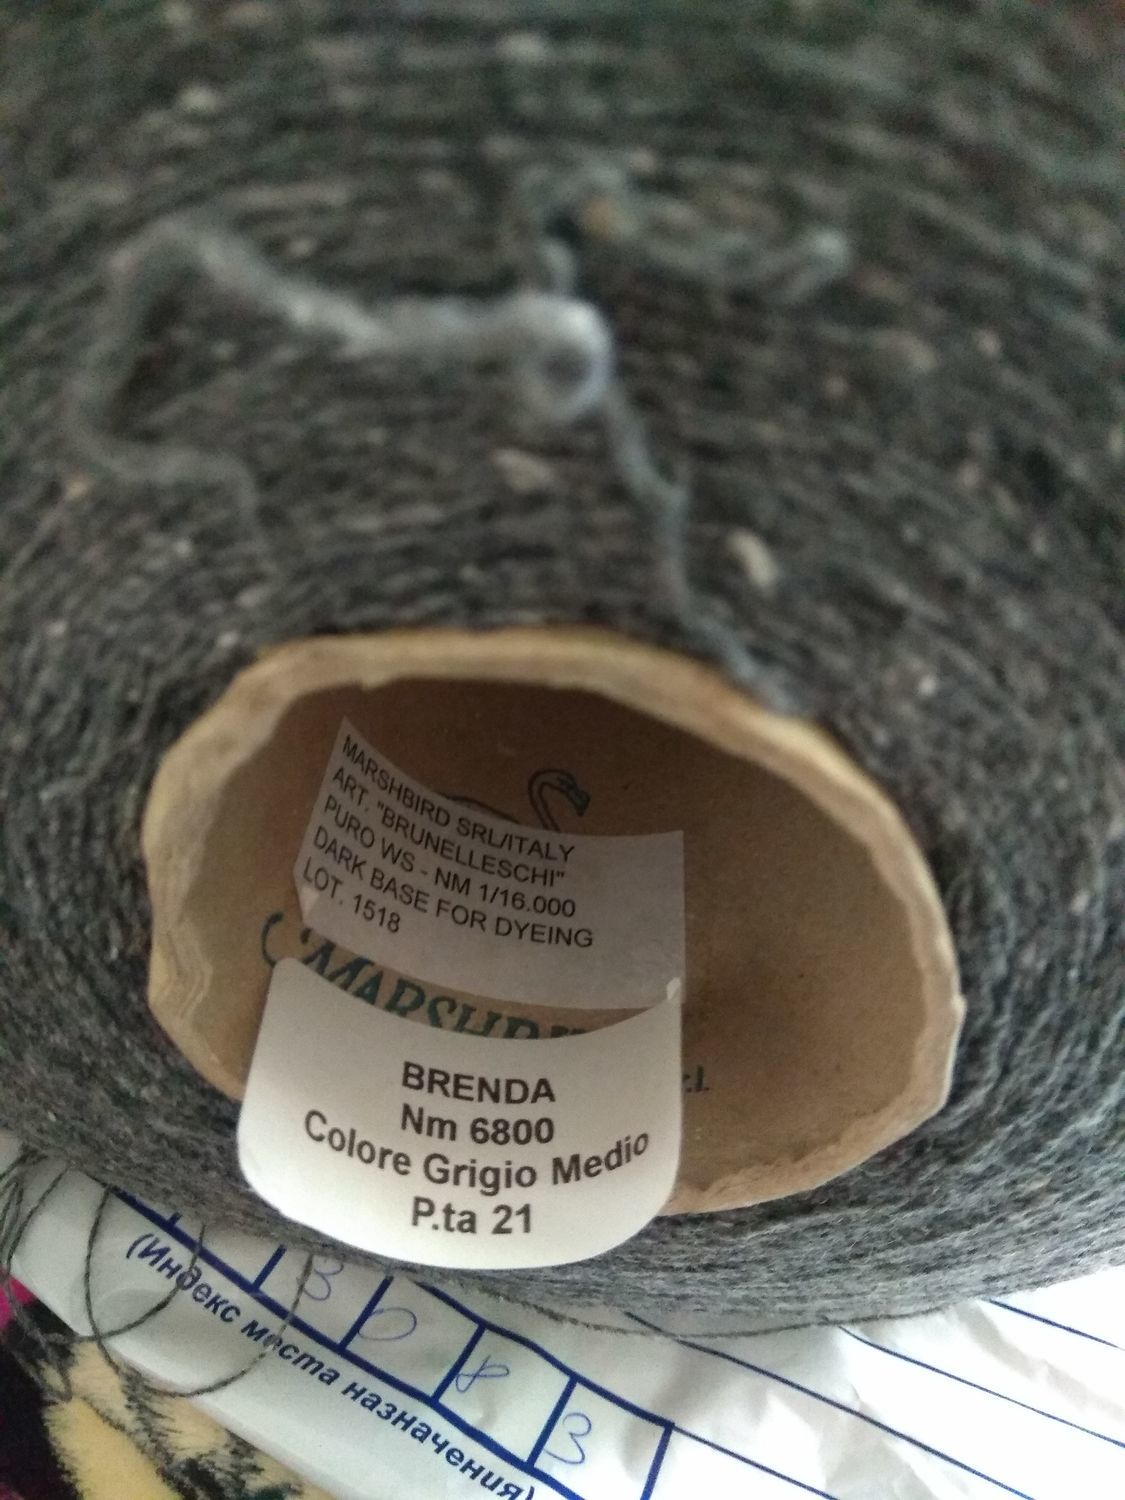 MARSHBIRD SRL/ITALY
ART. "BRUNELLESCHI"
PURO WS - NM 1/16.000
DARK BASE FOR DYEING
LOT. 1518
BRENDA
Nm 6800
Colore Grigio Medio
P.ta 21
(Индекс места назначения)